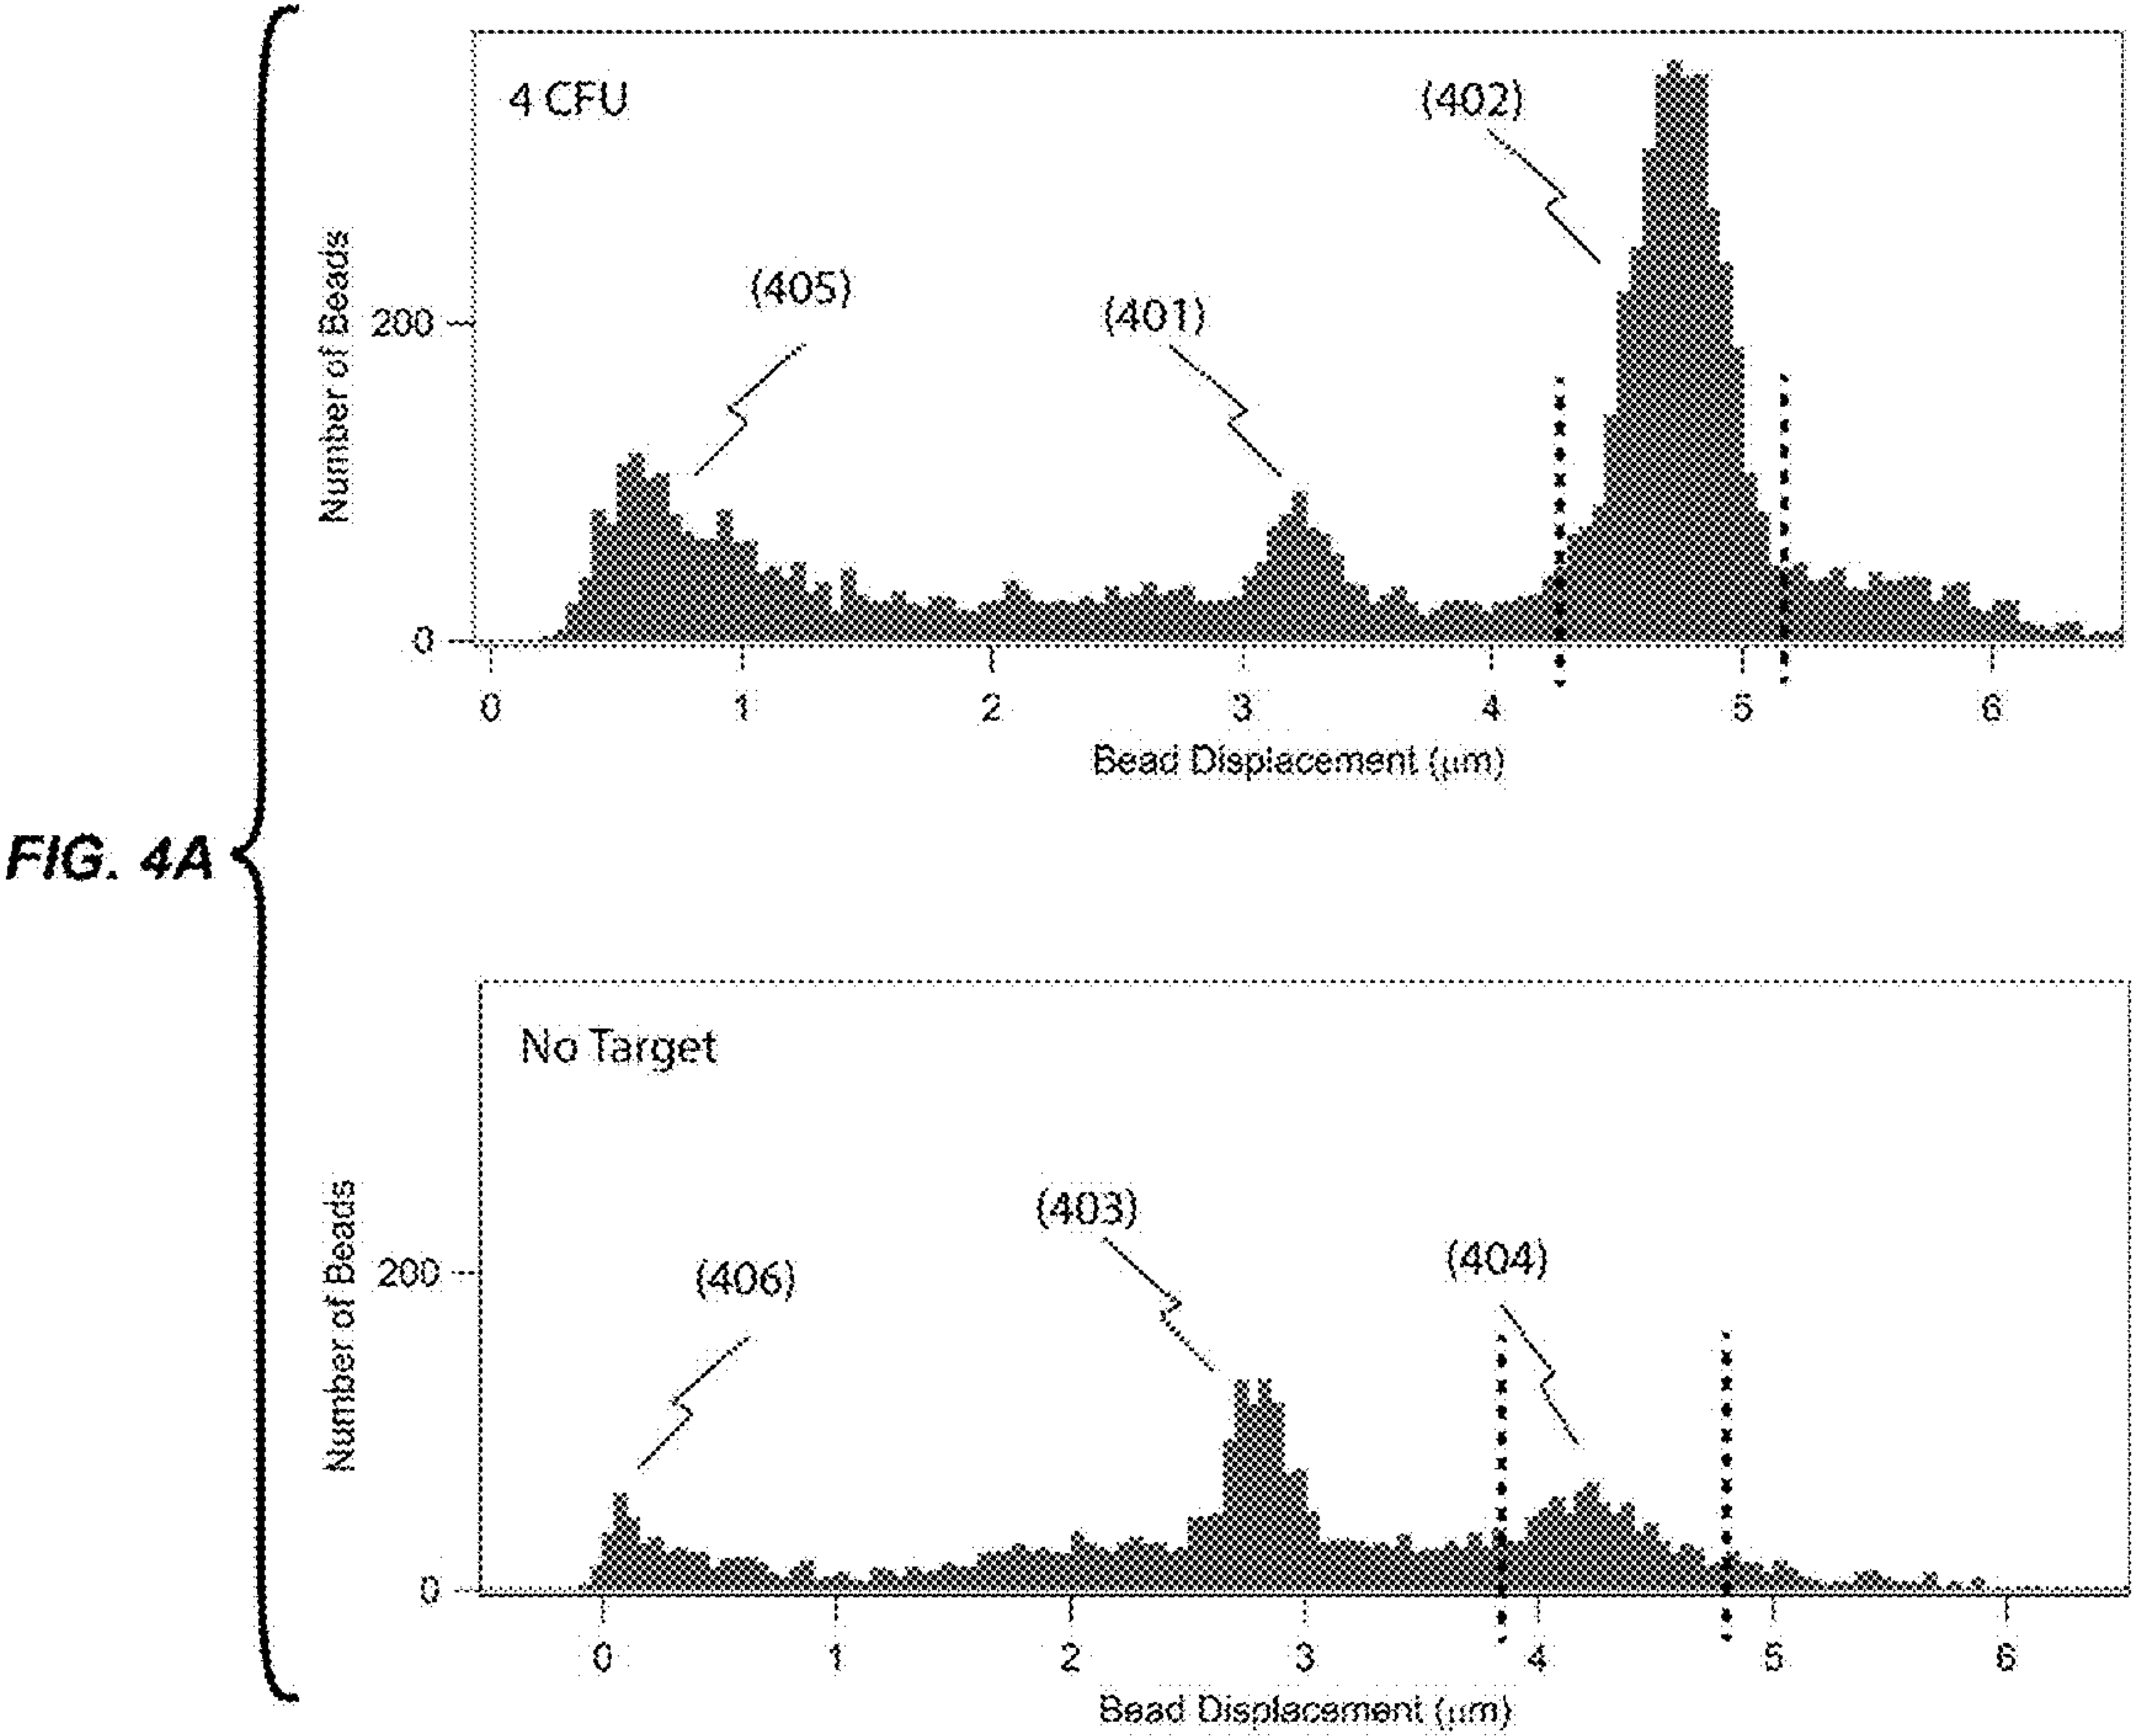 4 CFU
(402)
(405)
(401)
Number of Beads
200
0
0 1 2 3 4 5 6
Bead Displacement (μm)
FIG. 4A
No Target
(403)
(404)
(406)
Number of Beads
200
0
0 1 2 3 4 5 6
Bead Displacement (μm)